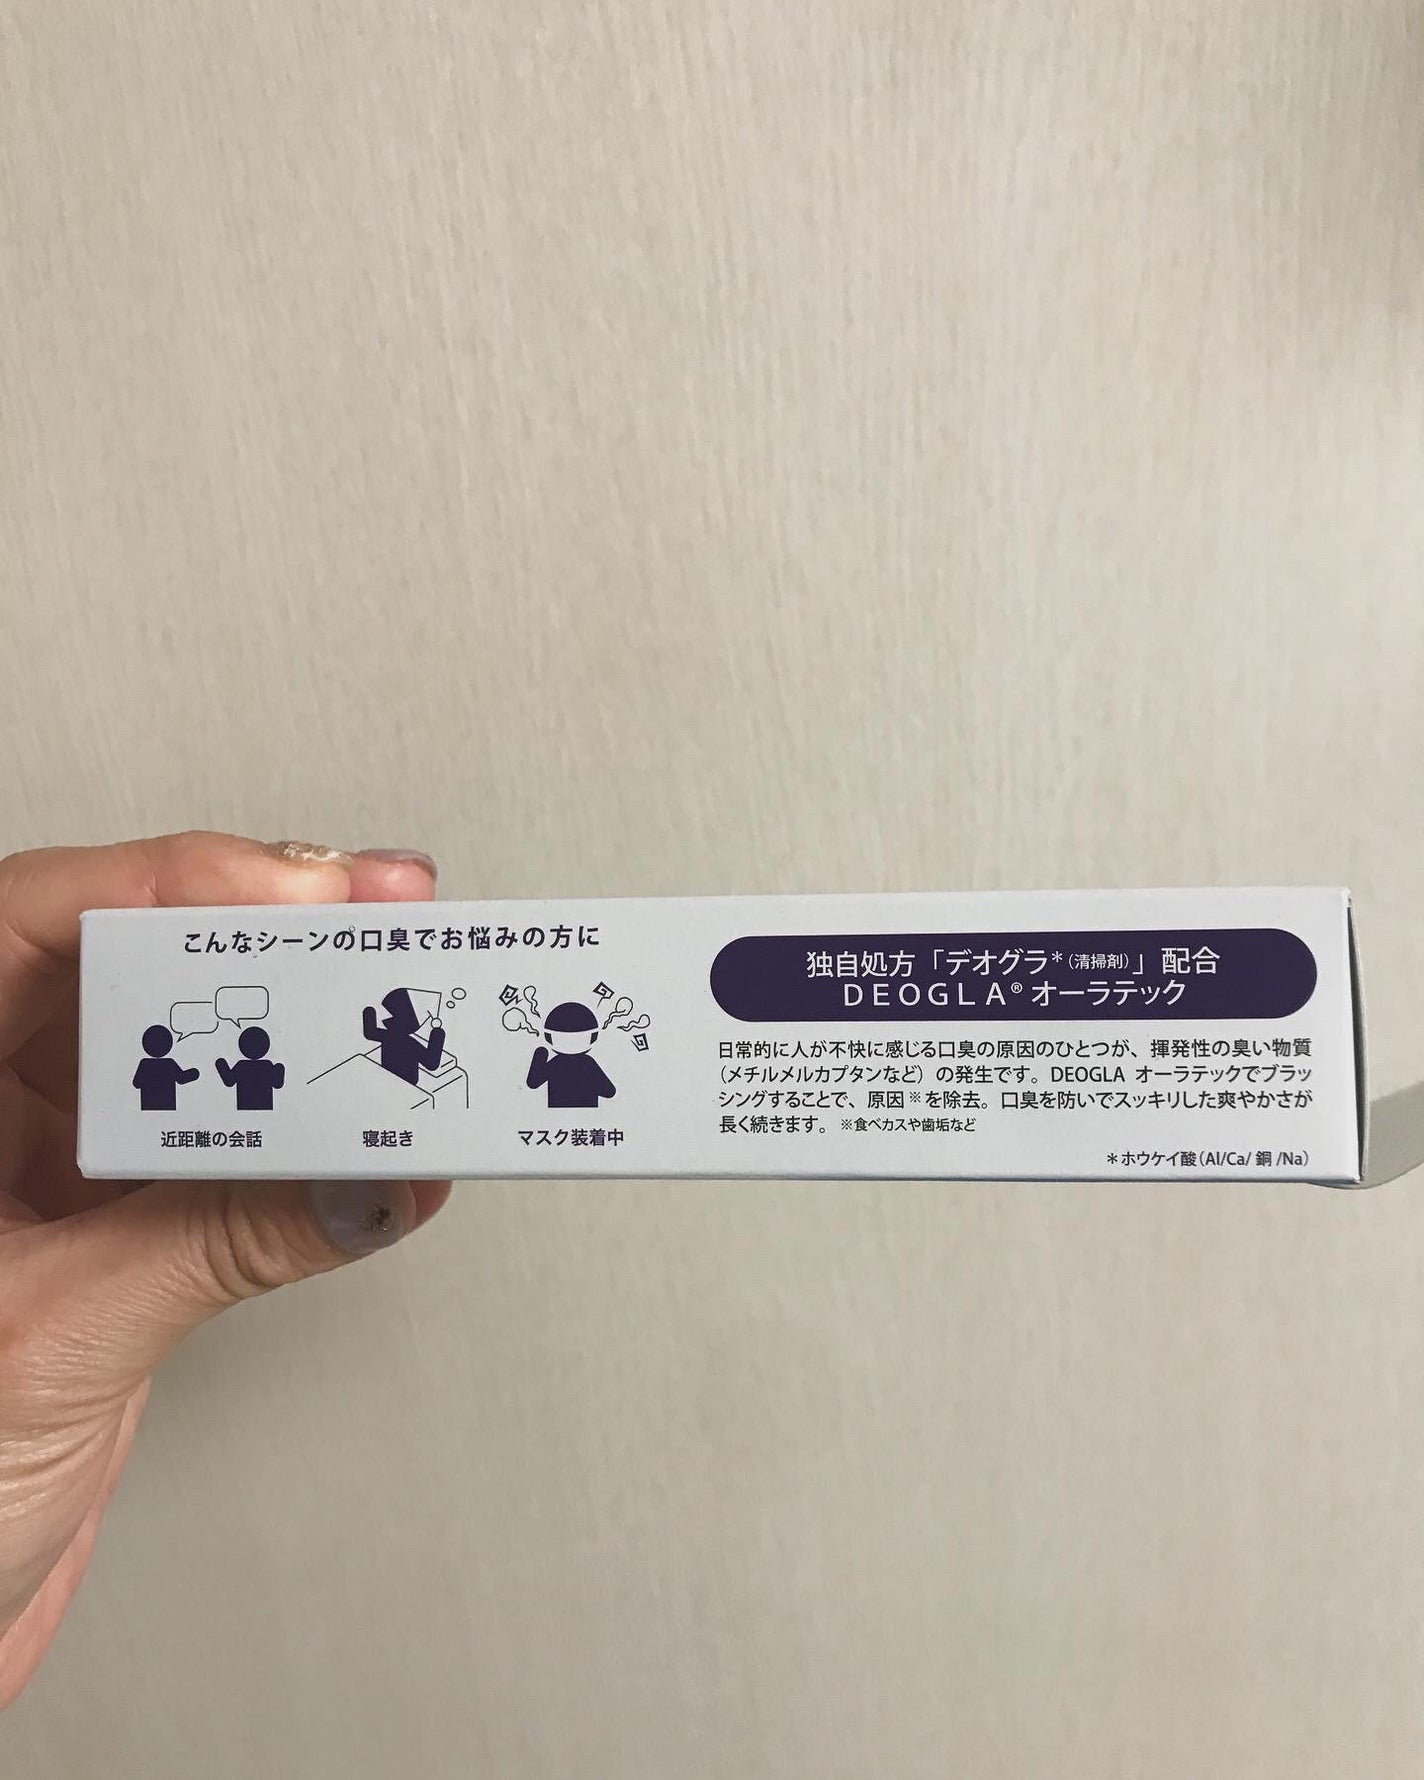 こんなシーンの口臭でお悩みの方に
近距離の会話
寝起き
マスク装着中
独自処方「デオグラ＊（清掃剤）」配合
DEOGLA®オーラテック
日常的に人が不快に感じる口臭の原因のひとつが、揮発性の臭い物質
（メチルメルカプタンなど）の発生です。DEOGLA オーラテックでブラッ
シングすることで、原因※を除去。口臭を防いでスッキリした爽やかさが
長く続きます。※食べカスや歯垢など
＊ホウケイ酸（Al/Ca/ 銅 /Na）